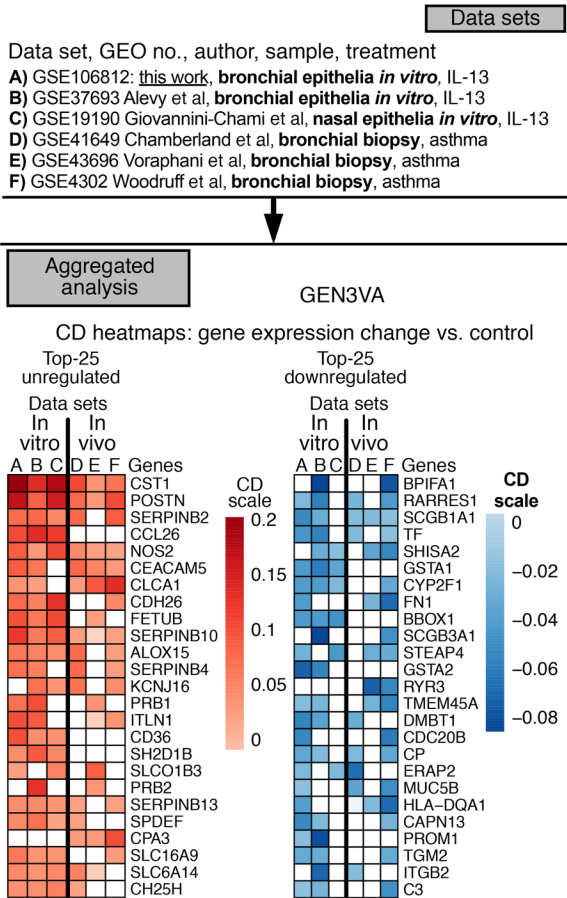 Data sets
Data set, GEO no., author, sample, treatment
A) GSE106812: this work, bronchial epithelia in vitro, IL-13
B) GSE37693 Alevy et al, bronchial epithelia in vitro, IL-13
C) GSE19190 Giovannini-Chami et al, nasal epithelia in vitro, IL-13
D) GSE41649 Chamberland et al, bronchial biopsy, asthma
E) GSE43696 Voraphani et al, bronchial biopsy, asthma
F) GSE4302 Woodruff et al, bronchial biopsy, asthma
Aggregated
analysis
GEN3VA
CD heatmaps: gene expression change vs. control
Top-25
unregulated
Data sets
In
vitro
In
vivo
A B C D E F Genes
CST1
POSTN
SERPINB2
CCL26
NOS2
CEACAM5
CLCA1
CDH26
FETUB
SERPINB10
ALOX15
SERPINB4
KCNJ16
PRB1
ITLN1
CD36
SH2D1B
SLCO1B3
PRB2
SERPINB13
SPDEF
CPA3
SLC16A9
SLC6A14
CH25H
CD
scale
0.2
0.15
0.1
0.05
0
Top-25
downregulated
Data sets
In
vitro
In
vivo
A B C D E F Genes
BPIFA1
RARRES1
SCGB1A1
TF
SHISA2
GSTA1
CYP2F1
FN1
BBOX1
SCGB3A1
STEAP4
GSTA2
RYR3
TMEM45A
DMBT1
CDC20B
CP
ERAP2
MUC5B
HLA−DQA1
CAPN13
PROM1
TGM2
ITGB2
C3
CD
scale
0
−0.02
−0.04
−0.06
−0.08